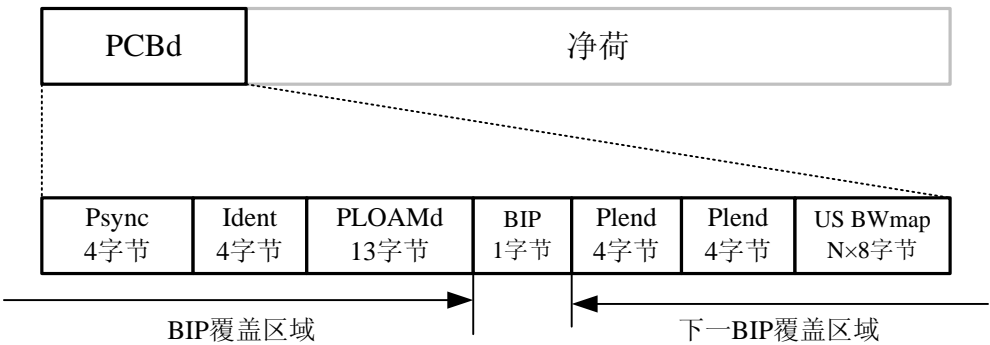 PCBd
净荷
Psync
4字节
Ident
4字节
PLOAMd
13字节
BIP
1字节
Plend
4字节
Plend
4字节
US BWmap
N×8字节
BIP覆盖区域
下一BIP覆盖区域